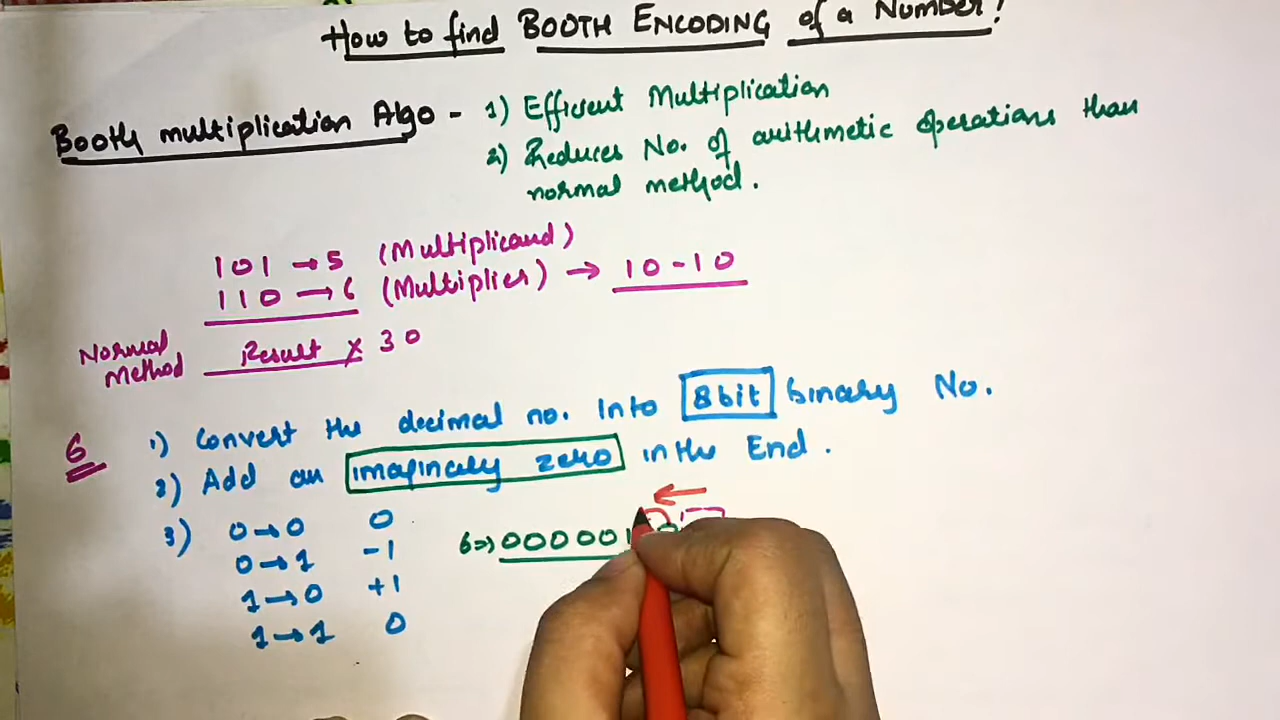 How to find BOOTH ENCODING of a Number!
Booth multiplication Algo - 1) Efficient Multiplication
2) Reduces No. of arithmetic operations than
normal method.
101 → 5 (Multiplicand)
110 → 6 (Multiplier) → 10 -10
Normal Method Result × 30
6 1) Convert the decimal no. Into 8bit binary No.
2) Add an imaginary zero in the End.
3) 0→0 0
0→1 -1
1→0 +1
1→1 0
6⇒) 000001